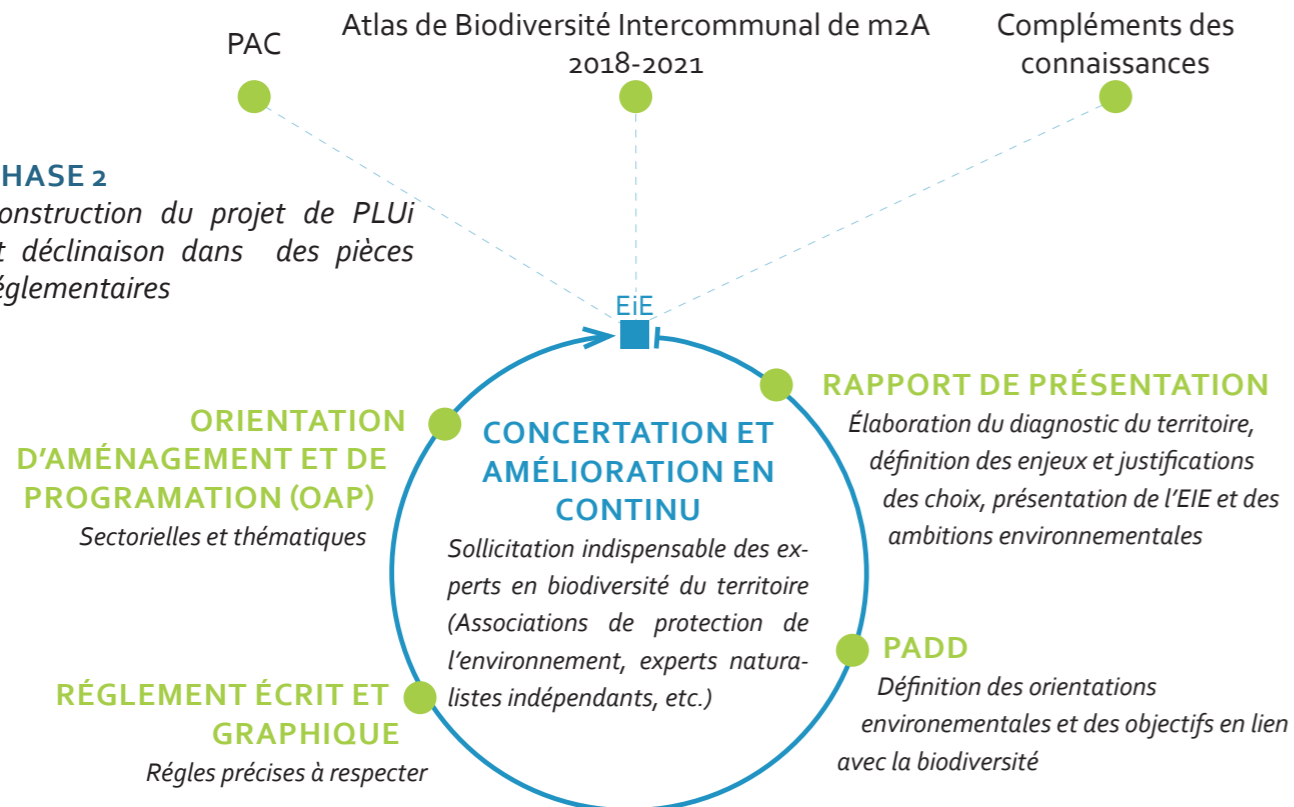 PAC
Atlas de Biodiversité Intercommunal de m2A
2018-2021
Compléments des
connaissances
HASE 2
onstruction du projet de PLUi
t déclinaison dans des pièces
églementaires
EiE
ORIENTATION
D'AMÉNAGEMENT ET DE
PROGRAMATION (OAP)
Sectorielles et thématiques
CONCERTATION ET
AMÉLIORATION EN
CONTINU
Sollicitation indispensable des ex-
perts en biodiversité du territoire
(Associations de protection de
l'environnement, experts natura-
listes indépendants, etc.)
RAPPORT DE PRÉSENTATION
Élaboration du diagnostic du territoire,
définition des enjeux et justifications
des choix, présentation de l'EIE et des
ambitions environnementales
RÉGLEMENT ÉCRIT ET
GRAPHIQUE
Régles précises à respecter
PADD
Définition des orientations
environementales et des objectifs en lien
avec la biodiversité